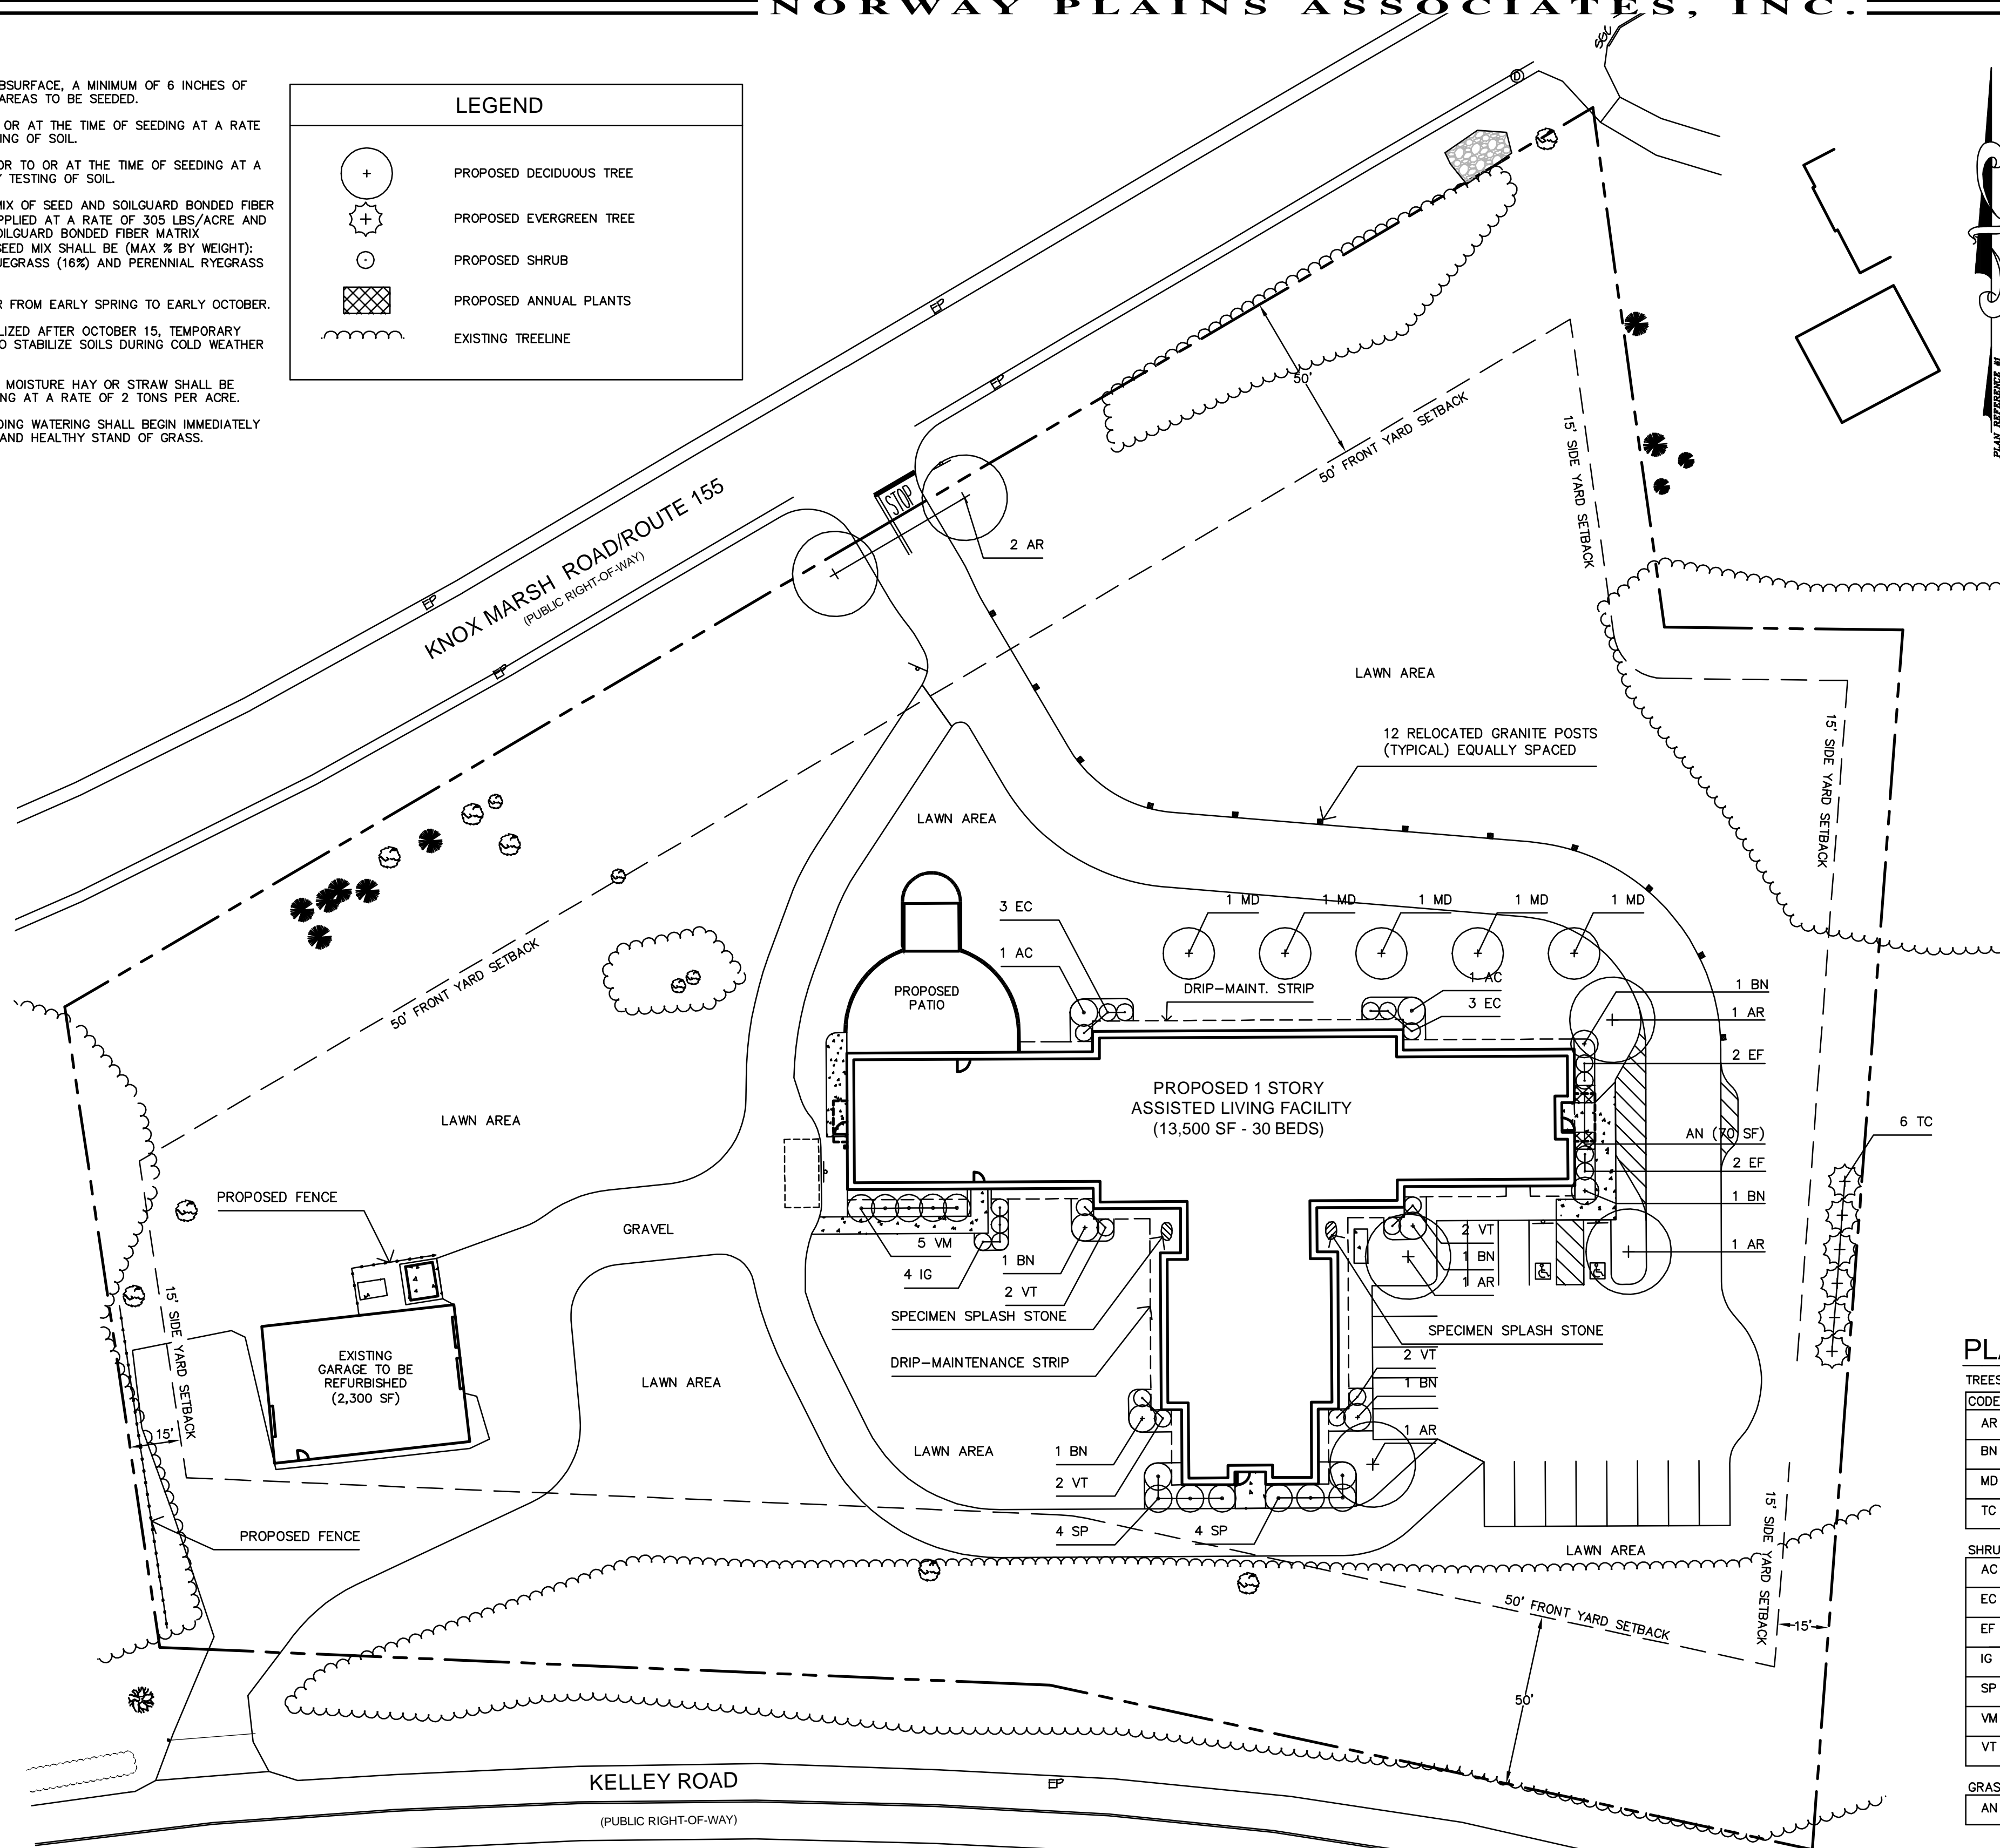 NORWAY PLAINS ASSOCIATES, INC.
BSURFACE, A MINIMUM OF 6 INCHES OF
AREAS TO BE SEEDED.
OR AT THE TIME OF SEEDING AT A RATE
ING OF SOIL.
OR TO OR AT THE TIME OF SEEDING AT A
Y TESTING OF SOIL.
MIX OF SEED AND SOILGUARD BONDED FIBER
PPLIED AT A RATE OF 305 LBS/ACRE AND
OILGUARD BONDED FIBER MATRIX
SEED MIX SHALL BE (MAX % BY WEIGHT):
UEGRASS (16%) AND PERENNIAL RYEGRASS
R FROM EARLY SPRING TO EARLY OCTOBER.
LIZED AFTER OCTOBER 15, TEMPORARY
O STABILIZE SOILS DURING COLD WEATHER
MOISTURE HAY OR STRAW SHALL BE
NG AT A RATE OF 2 TONS PER ACRE.
DING WATERING SHALL BEGIN IMMEDIATELY
AND HEALTHY STAND OF GRASS.
LEGEND
PROPOSED DECIDUOUS TREE
PROPOSED EVERGREEN TREE
PROPOSED SHRUB
PROPOSED ANNUAL PLANTS
EXISTING TREELINE
SGC
D
EP
EP
EP
EP
PLAN REFERENCE #1
50'
50' FRONT YARD SETBACK
15' SIDE YARD SETBACK
STOP
2 AR
KNOX MARSH ROAD/ROUTE 155
(PUBLIC RIGHT-OF-WAY)
LAWN AREA
12 RELOCATED GRANITE POSTS
(TYPICAL) EQUALLY SPACED
15' SIDE YARD SETBACK
LAWN AREA
50' FRONT YARD SETBACK
3 EC
1 MD
1 MD
1 MD
1 MD
1 MD
1 AC
PROPOSED
PATIO
DRIP-MAINT. STRIP
1 AC
3 EC
1 BN
1 AR
2 EF
PROPOSED 1 STORY
ASSISTED LIVING FACILITY
(13,500 SF - 30 BEDS)
LAWN AREA
6 TC
AN (70 SF)
2 EF
1 BN
1 AR
PROPOSED FENCE
GRAVEL
5 VM
4 IG
1 BN
2 VT
2 VT
1 BN
1 AR
SPECIMEN SPLASH STONE
SPECIMEN SPLASH STONE
DRIP-MAINTENANCE STRIP
2 VT
1 BN
15' SIDE YARD SETBACK
EXISTING
GARAGE TO BE
REFURBISHED
(2,300 SF)
LAWN AREA
15'
LAWN AREA
1 BN
2 VT
1 AR
PROPOSED FENCE
4 SP
4 SP
LAWN AREA
15' SIDE YARD SETBACK
50' FRONT YARD SETBACK
15'
50'
KELLEY ROAD
(PUBLIC RIGHT-OF-WAY)
EP
PLA
TREES
CODE
AR
BN
MD
TC
SHRU
AC
EC
EF
IG
SP
VM
VT
GRAS
AN